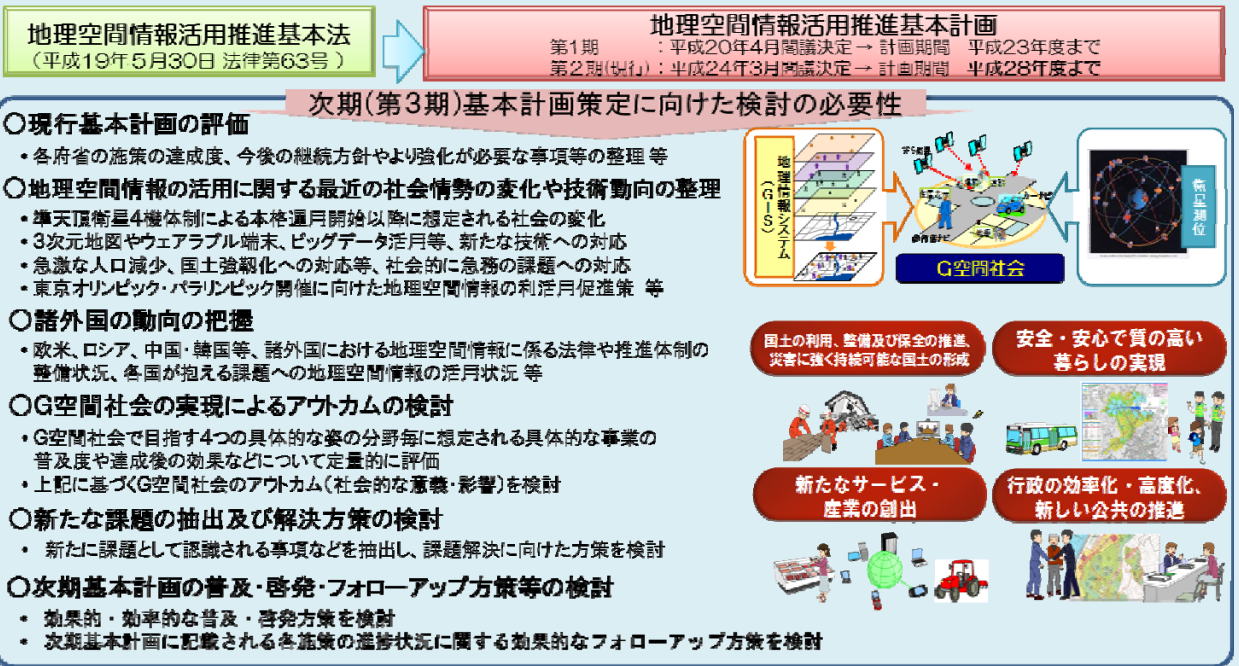 地理空間情報活用推進基本法
（平成19年5月30日 法律第63号）
地理空間情報活用推進基本計画
第1期　　　：平成20年4月閣議決定→ 計画期間　平成23年度まで
第2期(現行)：平成24年3月閣議決定→ 計画期間　平成28年度まで
次期(第3期)基本計画策定に向けた検討の必要性
〇現行基本計画の評価
・各府省の施策の達成度、今後の継続方針やより強化が必要な事項等の整理 等
〇地理空間情報の活用に関する最近の社会情勢の変化や技術動向の整理
・準天頂衛星4機体制による本格運用開始以降に想定される社会の変化
・3次元地図やウェアラブル端末、ビッグデータ活用等、新たな技術への対応
・急激な人口減少、国土強靱化への対応等、社会的に急務の課題への対応
・東京オリンピック・パラリンピック開催に向けた地理空間情報の利活用促進策　等
〇諸外国の動向の把握
・欧米、ロシア、中国・韓国等、諸外国における地理空間情報に係る法律や推進体制の
整備状況、各国が抱える課題への地理空間情報の活用状況 等
〇G空間社会の実現によるアウトカムの検討
・G空間社会で目指す4つの具体的な姿の分野毎に想定される具体的な事業の
普及度や達成後の効果などについて定量的に評価
・上記に基づくG空間社会のアウトカム（社会的な意義・影響）を検討
〇新たな課題の抽出及び解決方策の検討
・ 新たに課題として認識される事項などを抽出し、課題解決に向けた方策を検討
〇次期基本計画の普及・啓発・フォローアップ方策等の検討
・ 効果的・効率的な普及・啓発方策を検討
・ 次期基本計画に記載される各施策の進捗状況に関する効果的なフォローアップ方策を検討
地理情報システム
（GIS）
G空間社会
衛星測位
国土の利用、整備及び保全の推進、
災害に強く持続可能な国土の形成
安全・安心で質の高い
暮らしの実現
新たなサービス・
産業の創出
行政の効率化・高度化、
新しい公共の推進